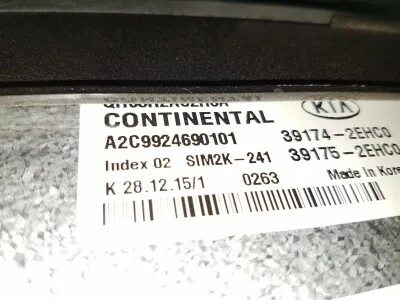 CONTINENTAL KIA
A2C9924690101 39174-2EHC0
Index 02 SIM2K-241 39175-2EHC0
K 28.12.15/1 0263 Made in Korea